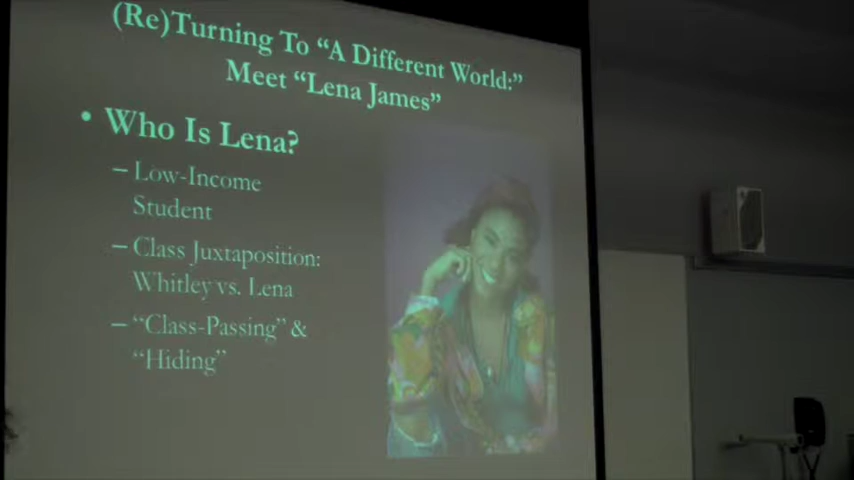 (Re)Turning To “A Different World:”
Meet “Lena James”
• Who Is Lena?
– Low-Income
Student
– Class Juxtaposition:
Whitley vs. Lena
– “Class-Passing” &
“Hiding”